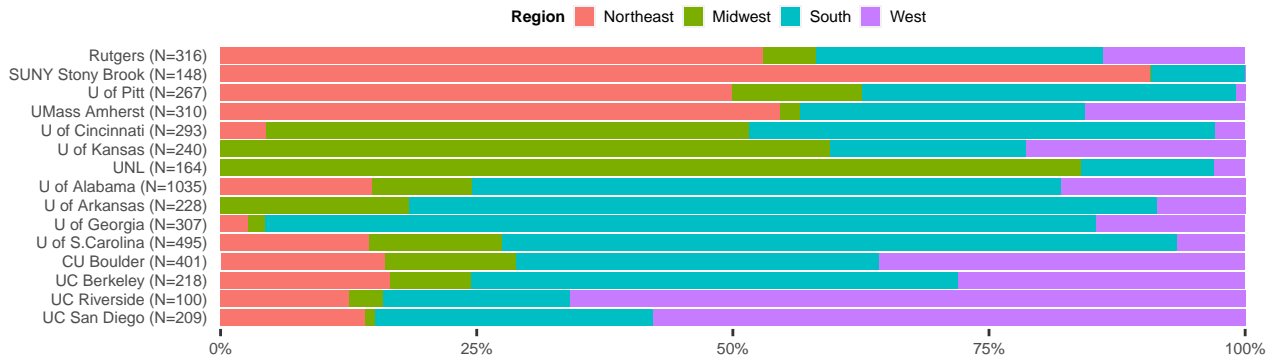 Region Northeast Midwest South West
Rutgers (N=316)
SUNY Stony Brook (N=148)
U of Pitt (N=267)
UMass Amherst (N=310)
U of Cincinnati (N=293)
U of Kansas (N=240)
UNL (N=164)
U of Alabama (N=1035)
U of Arkansas (N=228)
U of Georgia (N=307)
U of S.Carolina (N=495)
CU Boulder (N=401)
UC Berkeley (N=218)
UC Riverside (N=100)
UC San Diego (N=209)
0% 25% 50% 75% 100%